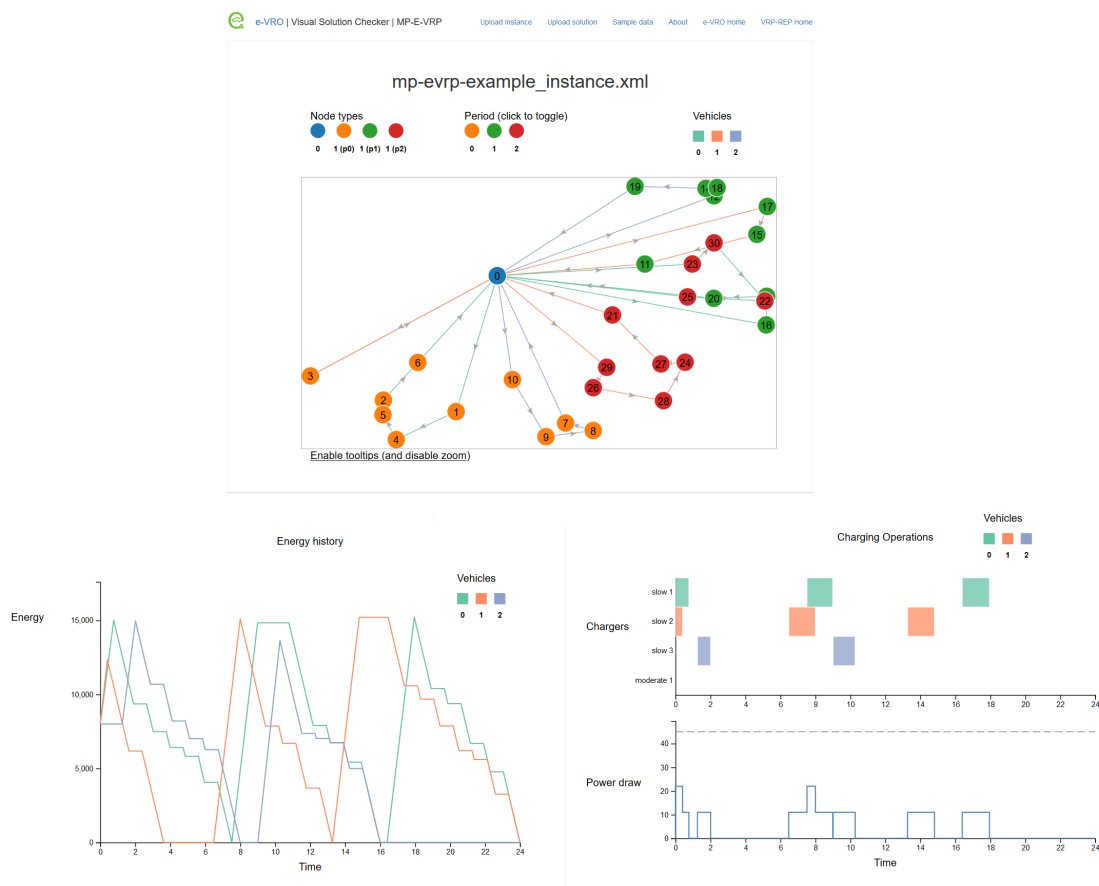 e-VRO | Visual Solution Checker | MP-E-VRP
Upload instance Upload solution Sample data About e-VRO Home VRP-REP Home
mp-evrp-example_instance.xml
Node types
0 1 (p0) 1 (p1) 1 (p2)
Period (click to toggle)
0 1 2
Vehicles
0 1 2
19
18
17
15
30
11
23
0
25
20
22
16
21
3
6
29
27
24
10
2
26
28
5
1
7
8
4
9
Enable tooltips (and disable zoom)
Energy history
Vehicles
0 1 2
Energy
15,000
10,000
5,000
0
0 2 4 6 8 10 12 14 16 18 20 22 24
Time
Charging Operations
Vehicles
0 1 2
Chargers
slow 1
slow 2
slow 3
moderate 1
0 2 4 6 8 10 12 14 16 18 20 22 24
Power draw
40
30
20
10
0
0 2 4 6 8 10 12 14 16 18 20 22 24
Time